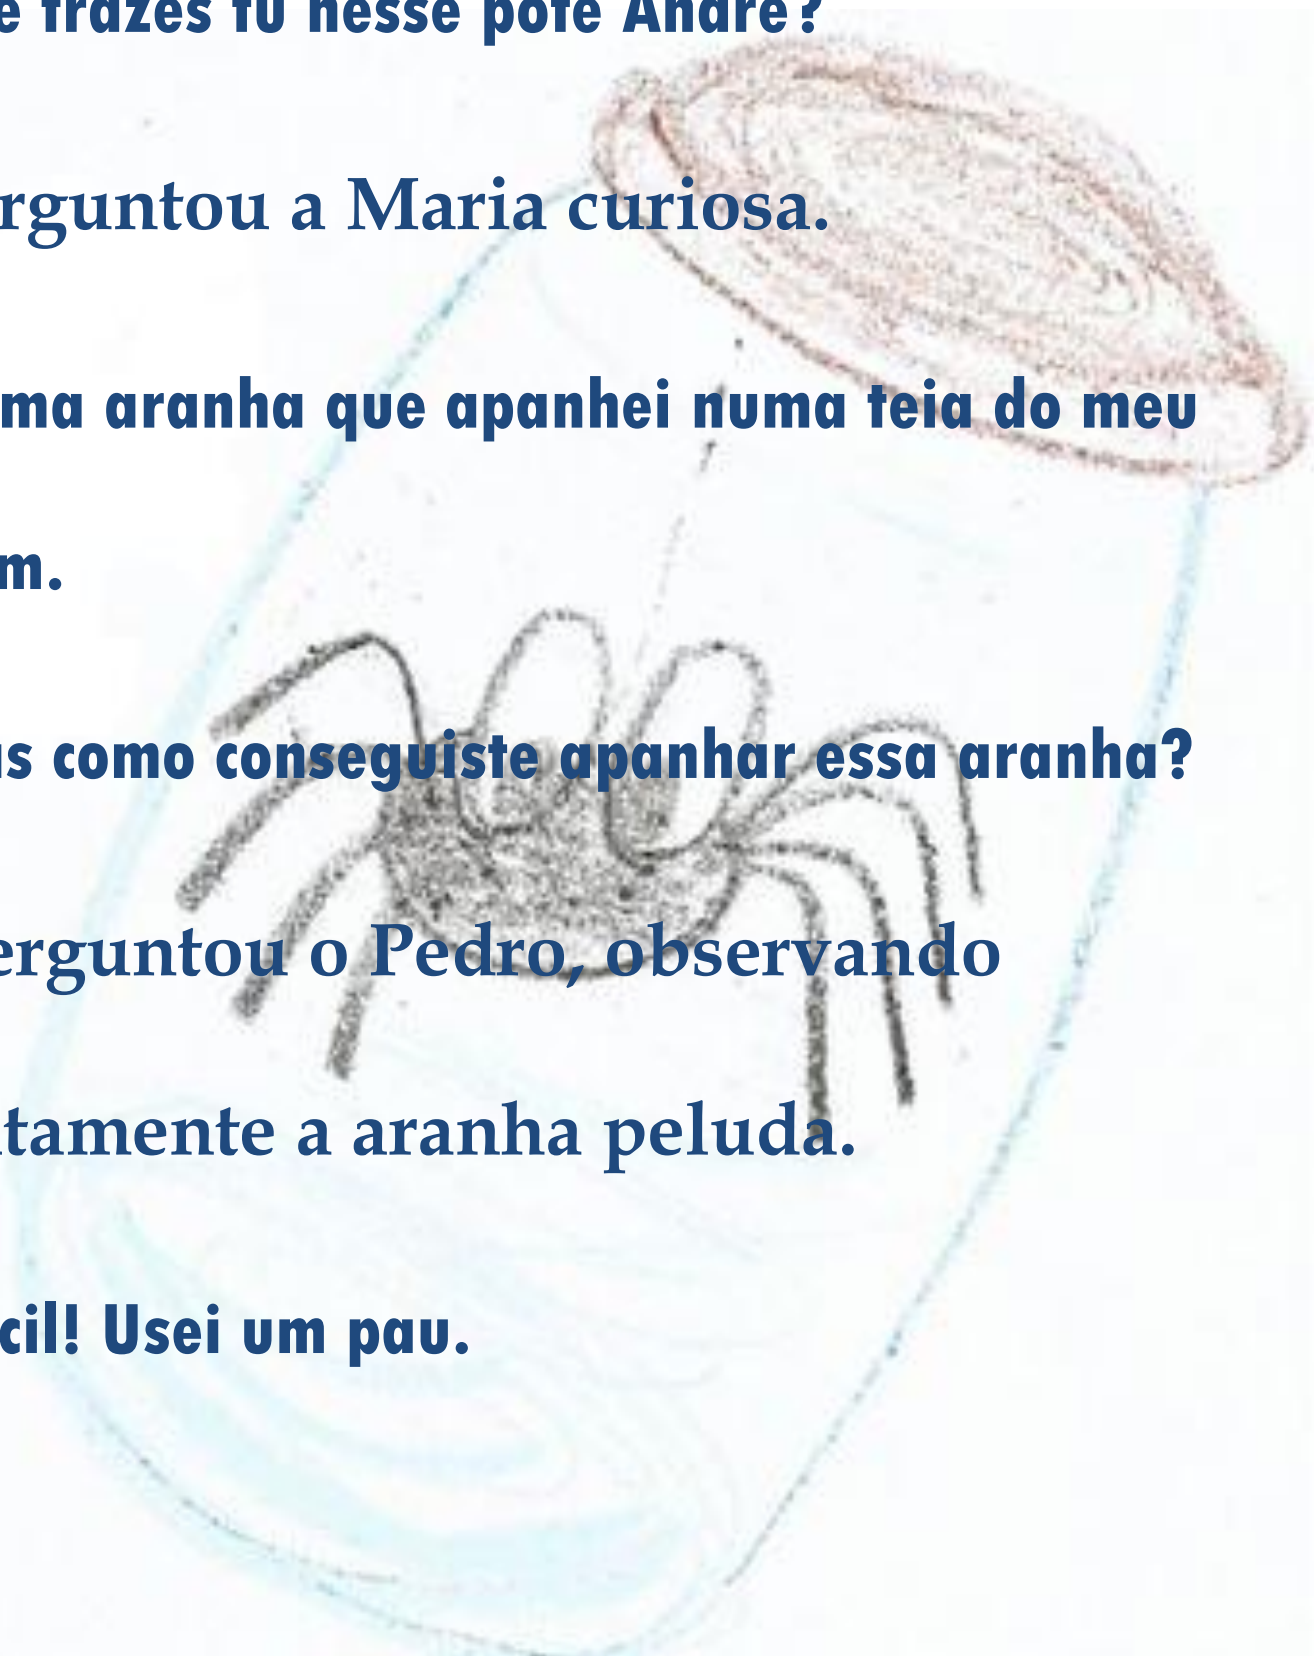 e trazes tu nesse pote André?
rguntou a Maria curiosa.
ma aranha que apanhei numa teia do meu
m.
s como conseguiste apanhar essa aranha?
erguntou o Pedro, observando
tamente a aranha peluda.
cil! Usei um pau.